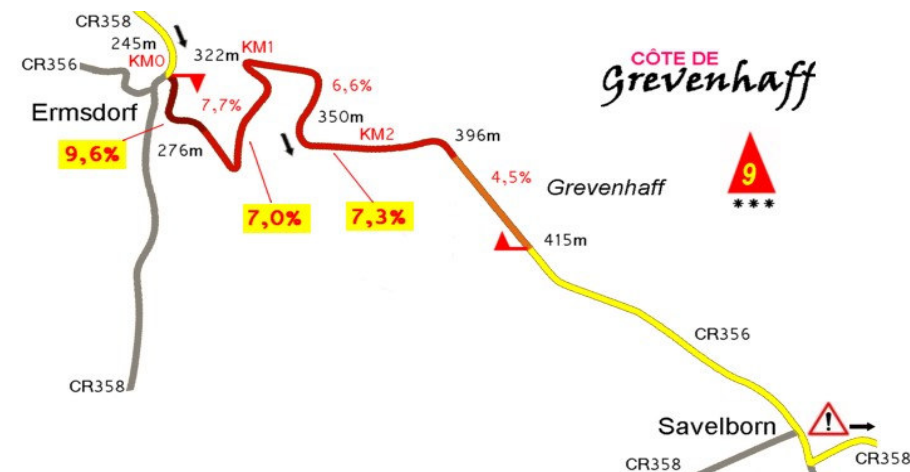 CR358
245m
KM0
CR356
Ermsdorf
322m
KM1
7,7%
6,6%
9,6%
276m
350m
KM2
396m
7,0%
7,3%
4,5%
415m
CÔTE DE
Grevenhaff
9
***
Grevenhaff
CR356
CR358
Savelborn
!
CR358
CR358